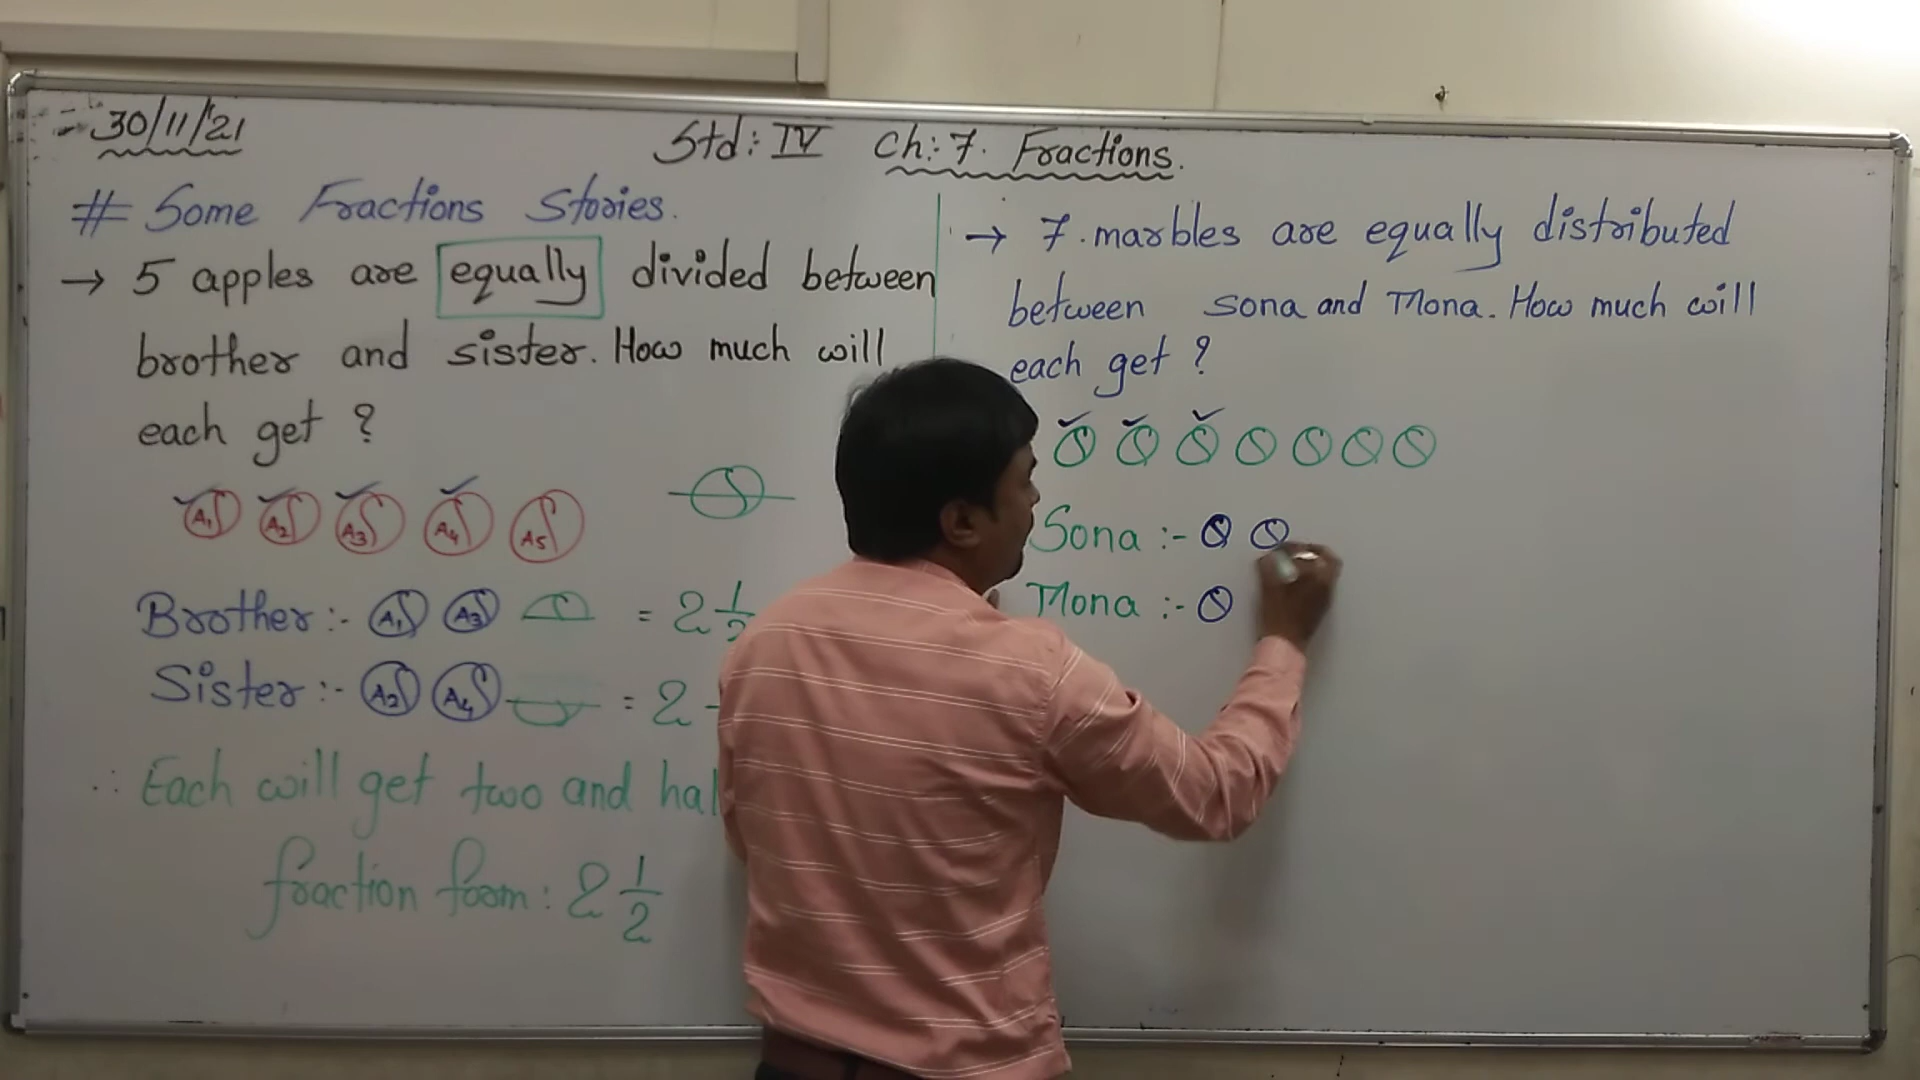 30/11/21
Std: IV Ch: 7. Fractions.
# Some Fractions Stories.
→ 5 apples are equally divided between
brother and sister. How much will
each get ?
A1 A2 A3 A4 A5
Brother :- A1 A3 = 2 1/2
Sister :- A2 A4 = 2
∴ Each will get two and
fraction form : 2 1/2
→ 7 marbles are equally distributed
between Sona and Mona. How much will
each get ?
Sona :-
Mona :-